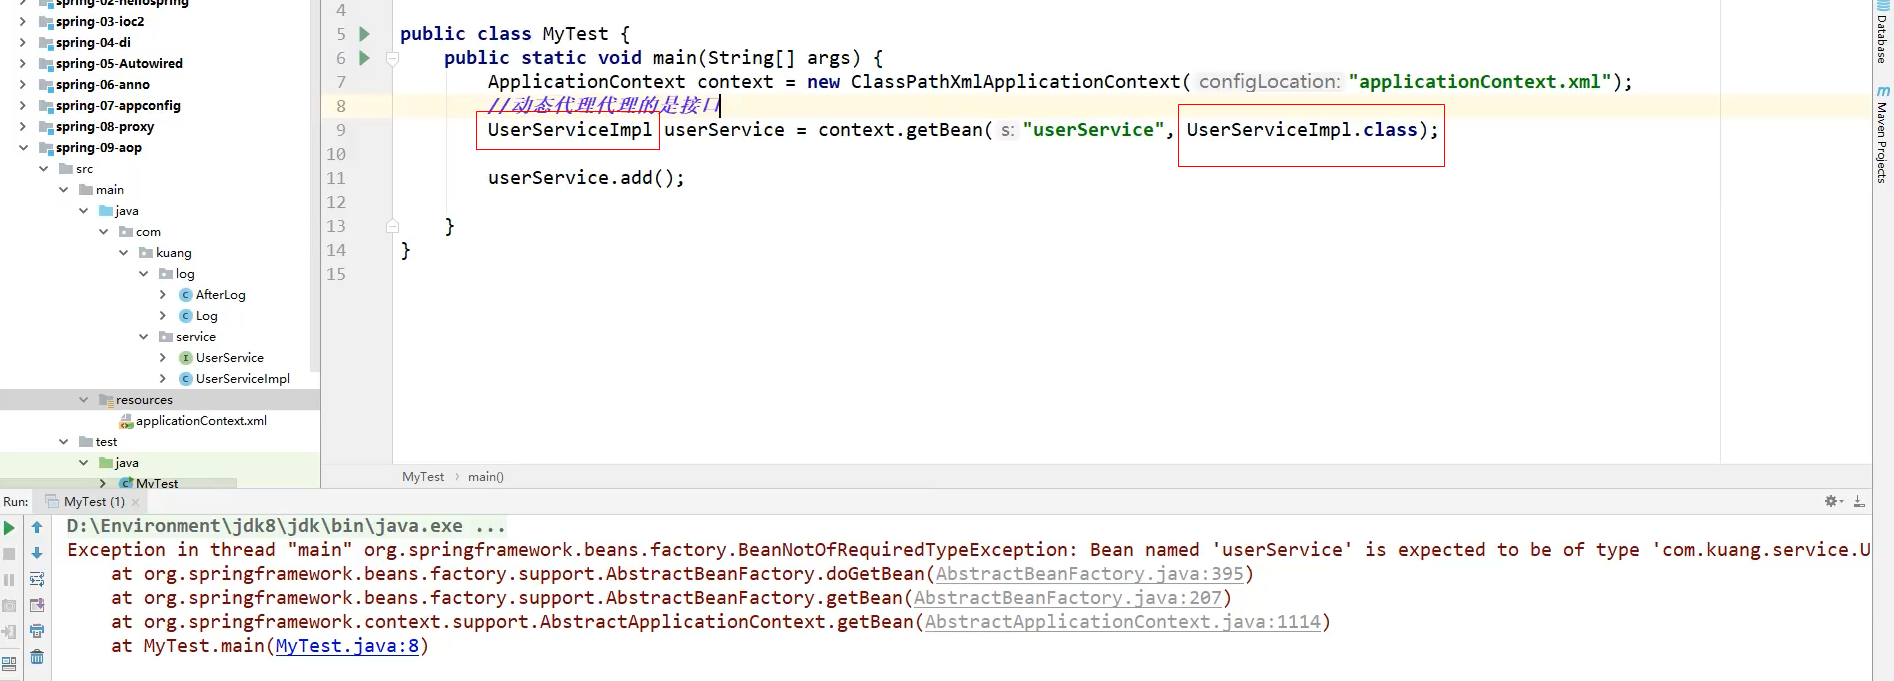 spring-02-hellospring
spring-03-ioc2
spring-04-di
spring-05-Autowired
spring-06-anno
spring-07-appconfig
spring-08-proxy
spring-09-aop
src
main
java
com
kuang
log
AfterLog
Log
service
UserService
UserServiceImpl
resources
applicationContext.xml
test
java
MyTest
4
5 public class MyTest {
6 public static void main(String[] args) {
7 ApplicationContext context = new ClassPathXmlApplicationContext( configLocation: "applicationContext.xml");
8 //动态代理代理的是接口
9 UserServiceImpl userService = context.getBean( s: "userService", UserServiceImpl.class);
10
11 userService.add();
12
13 }
14 }
15
MyTest › main()
Database
Maven Projects
Run: MyTest (1)
D:\Environment\jdk8\jdk\bin\java.exe ...
Exception in thread "main" org.springframework.beans.factory.BeanNotOfRequiredTypeException: Bean named 'userService' is expected to be of type 'com.kuang.service.U
at org.springframework.beans.factory.support.AbstractBeanFactory.doGetBean(AbstractBeanFactory.java:395)
at org.springframework.beans.factory.support.AbstractBeanFactory.getBean(AbstractBeanFactory.java:207)
at org.springframework.context.support.AbstractApplicationContext.getBean(AbstractApplicationContext.java:1114)
at MyTest.main(MyTest.java:8)